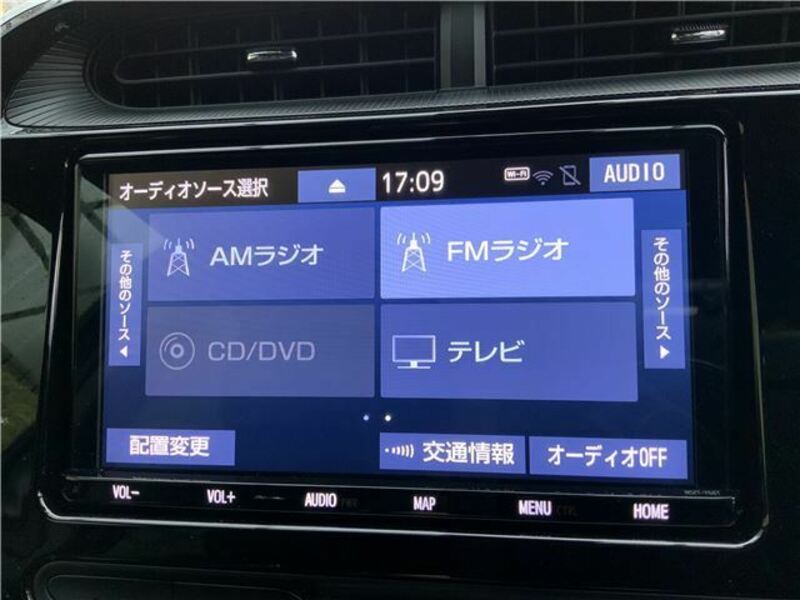 オーディオソース選択
17:09
Wi-Fi
AUDIO
その他のソース
AMラジオ
FMラジオ
その他のソース
CD/DVD
テレビ
配置変更
交通情報
オーディオOFF
VOL-
VOL+
AUDIO
MAP
MENU
HOME